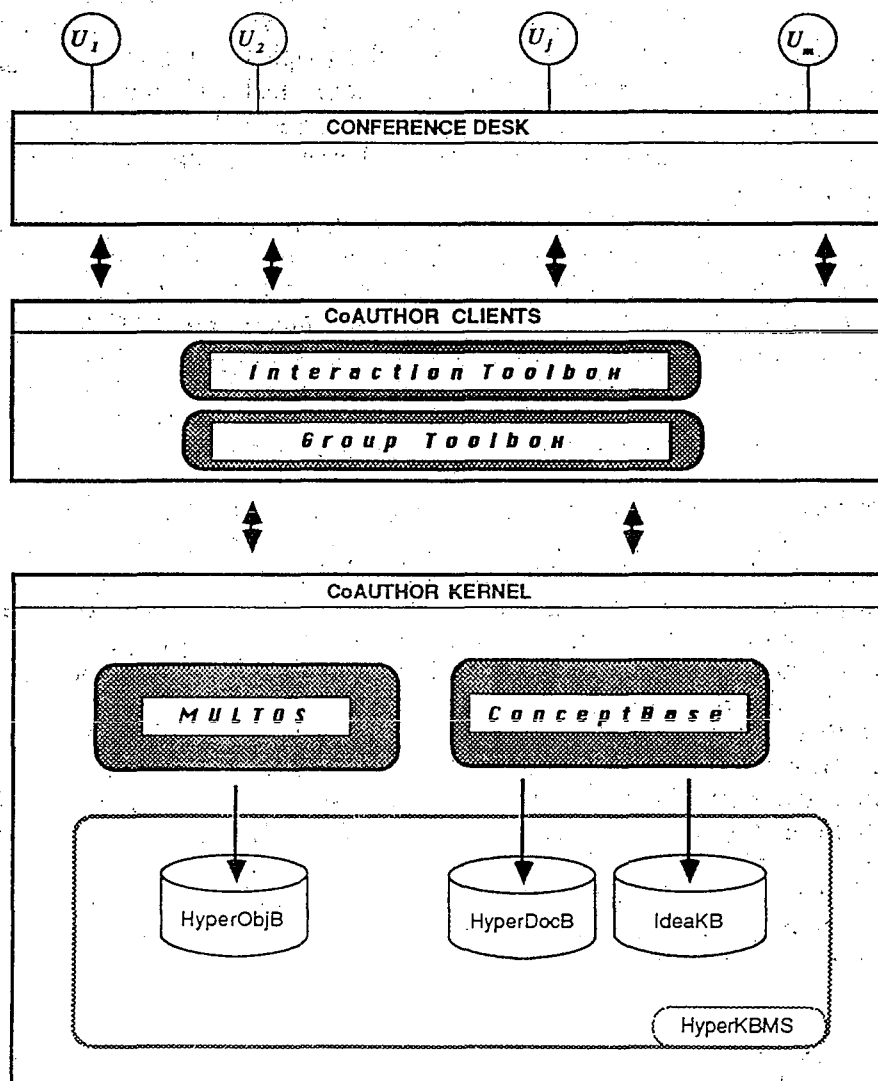 U1 U2 Uj Um
CONFERENCE DESK
CoAUTHOR CLIENTS
Interaction Toolbox
Group Toolbox
CoAUTHOR KERNEL
MULTOS ConceptBase
HyperObjB HyperDocB IdeaKB
HyperKBMS